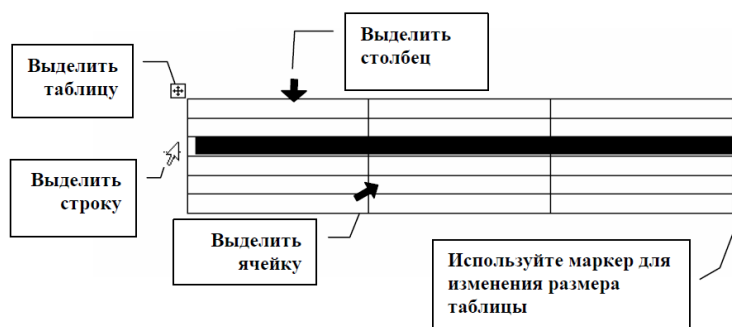 Выделить
столбец
Выделить
таблицу
Выделить
строку
Выделить
ячейку
Используйте маркер для
изменения размера
таблицы